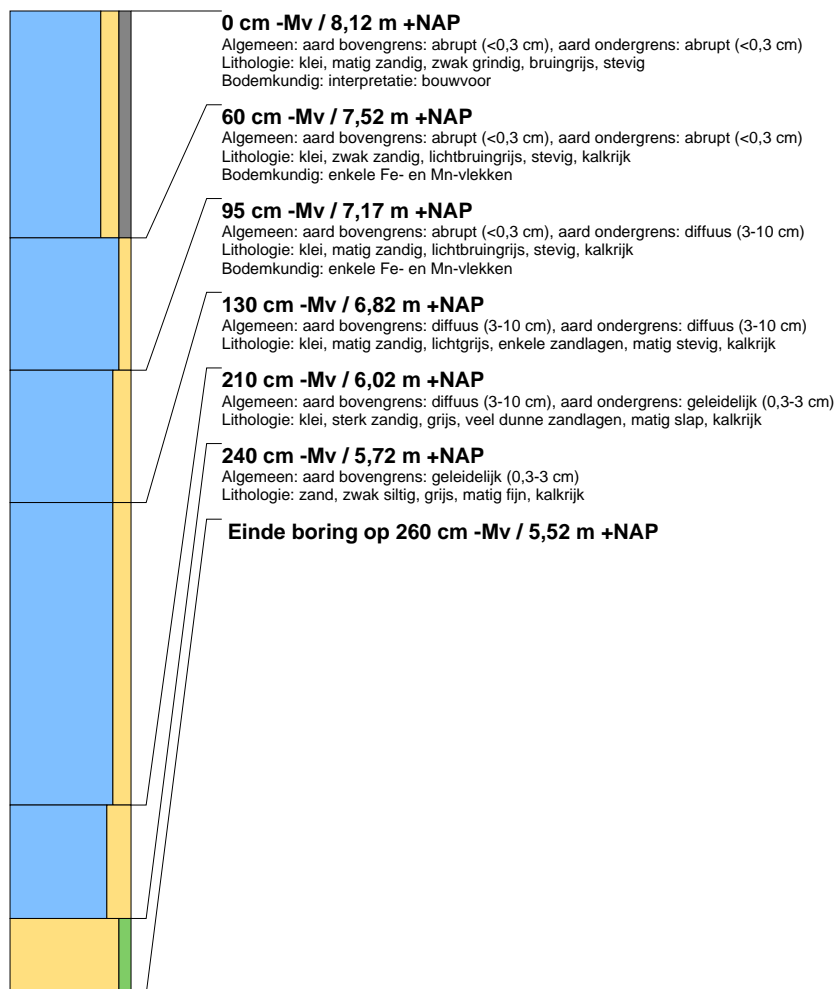 0 cm -Mv / 8,12 m +NAP
Algemeen: aard bovengrens: abrupt (<0,3 cm), aard ondergrens: abrupt (<0,3 cm)
Lithologie: klei, matig zandig, zwak grindig, bruingrijs, stevig
Bodemkundig: interpretatie: bouwvoor
60 cm -Mv / 7,52 m +NAP
Algemeen: aard bovengrens: abrupt (<0,3 cm), aard ondergrens: abrupt (<0,3 cm)
Lithologie: klei, zwak zandig, lichtbruingrijs, stevig, kalkrijk
Bodemkundig: enkele Fe- en Mn-vlekken
95 cm -Mv / 7,17 m +NAP
Algemeen: aard bovengrens: abrupt (<0,3 cm), aard ondergrens: diffuus (3-10 cm)
Lithologie: klei, matig zandig, lichtbruingrijs, stevig, kalkrijk
Bodemkundig: enkele Fe- en Mn-vlekken
130 cm -Mv / 6,82 m +NAP
Algemeen: aard bovengrens: diffuus (3-10 cm), aard ondergrens: diffuus (3-10 cm)
Lithologie: klei, matig zandig, lichtgrijs, enkele zandlagen, matig stevig, kalkrijk
210 cm -Mv / 6,02 m +NAP
Algemeen: aard bovengrens: diffuus (3-10 cm), aard ondergrens: geleidelijk (0,3-3 cm)
Lithologie: klei, sterk zandig, grijs, veel dunne zandlagen, matig slap, kalkrijk
240 cm -Mv / 5,72 m +NAP
Algemeen: aard bovengrens: geleidelijk (0,3-3 cm)
Lithologie: zand, zwak siltig, grijs, matig fijn, kalkrijk
Einde boring op 260 cm -Mv / 5,52 m +NAP